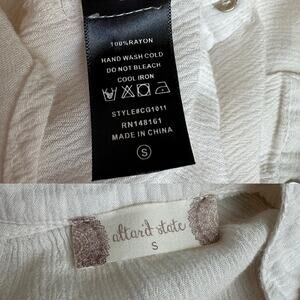 100%RAYON
HAND WASH COLD
DO NOT BLEACH
COOL IRON
STYLE#CG1011
RN148161
MADE IN CHINA
S
altar'd state
S